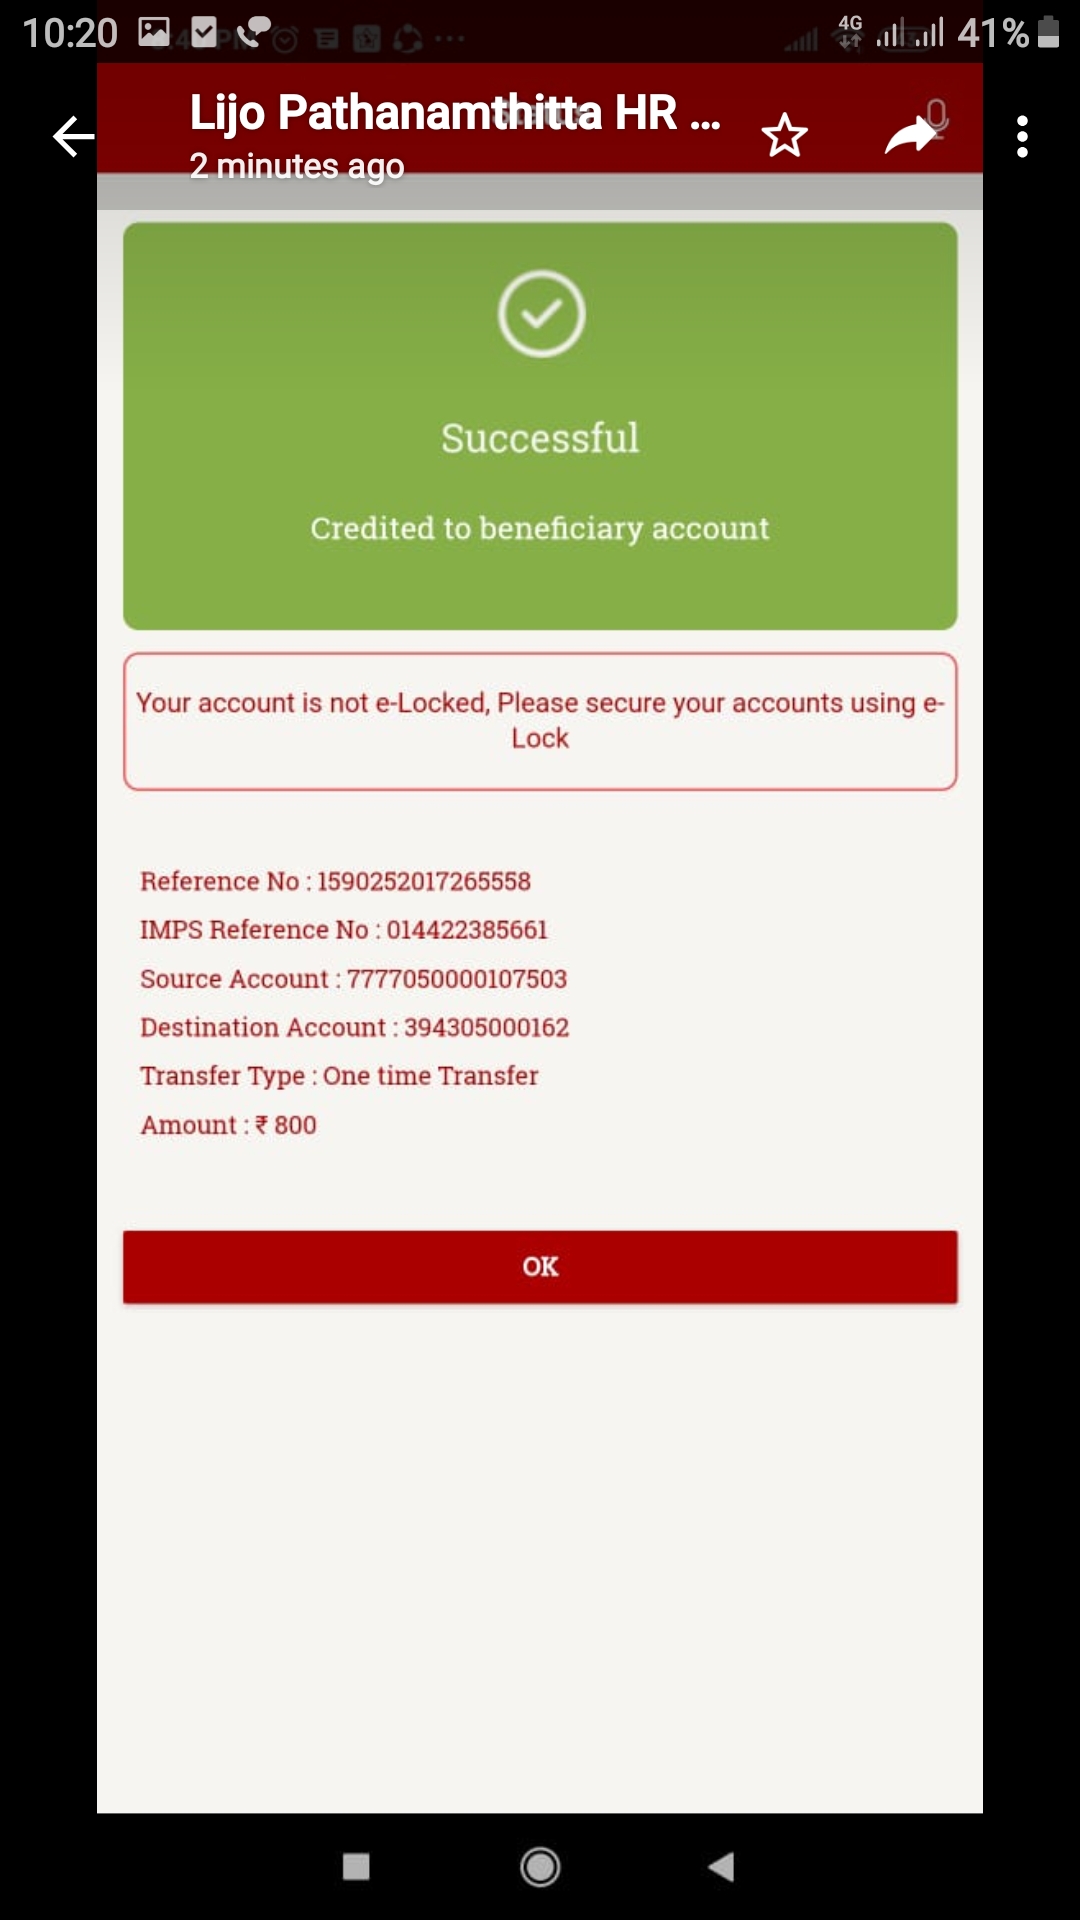 10:20
4G
41%
Lijo Pathanamthitta HR ...
2 minutes ago
Successful
Credited to beneficiary account
Your account is not e-Locked, Please secure your accounts using e-
Lock
Reference No : 1590252017265558
IMPS Reference No : 014422385661
Source Account : 7777050000107503
Destination Account : 394305000162
Transfer Type : One time Transfer
Amount : ₹ 800
OK